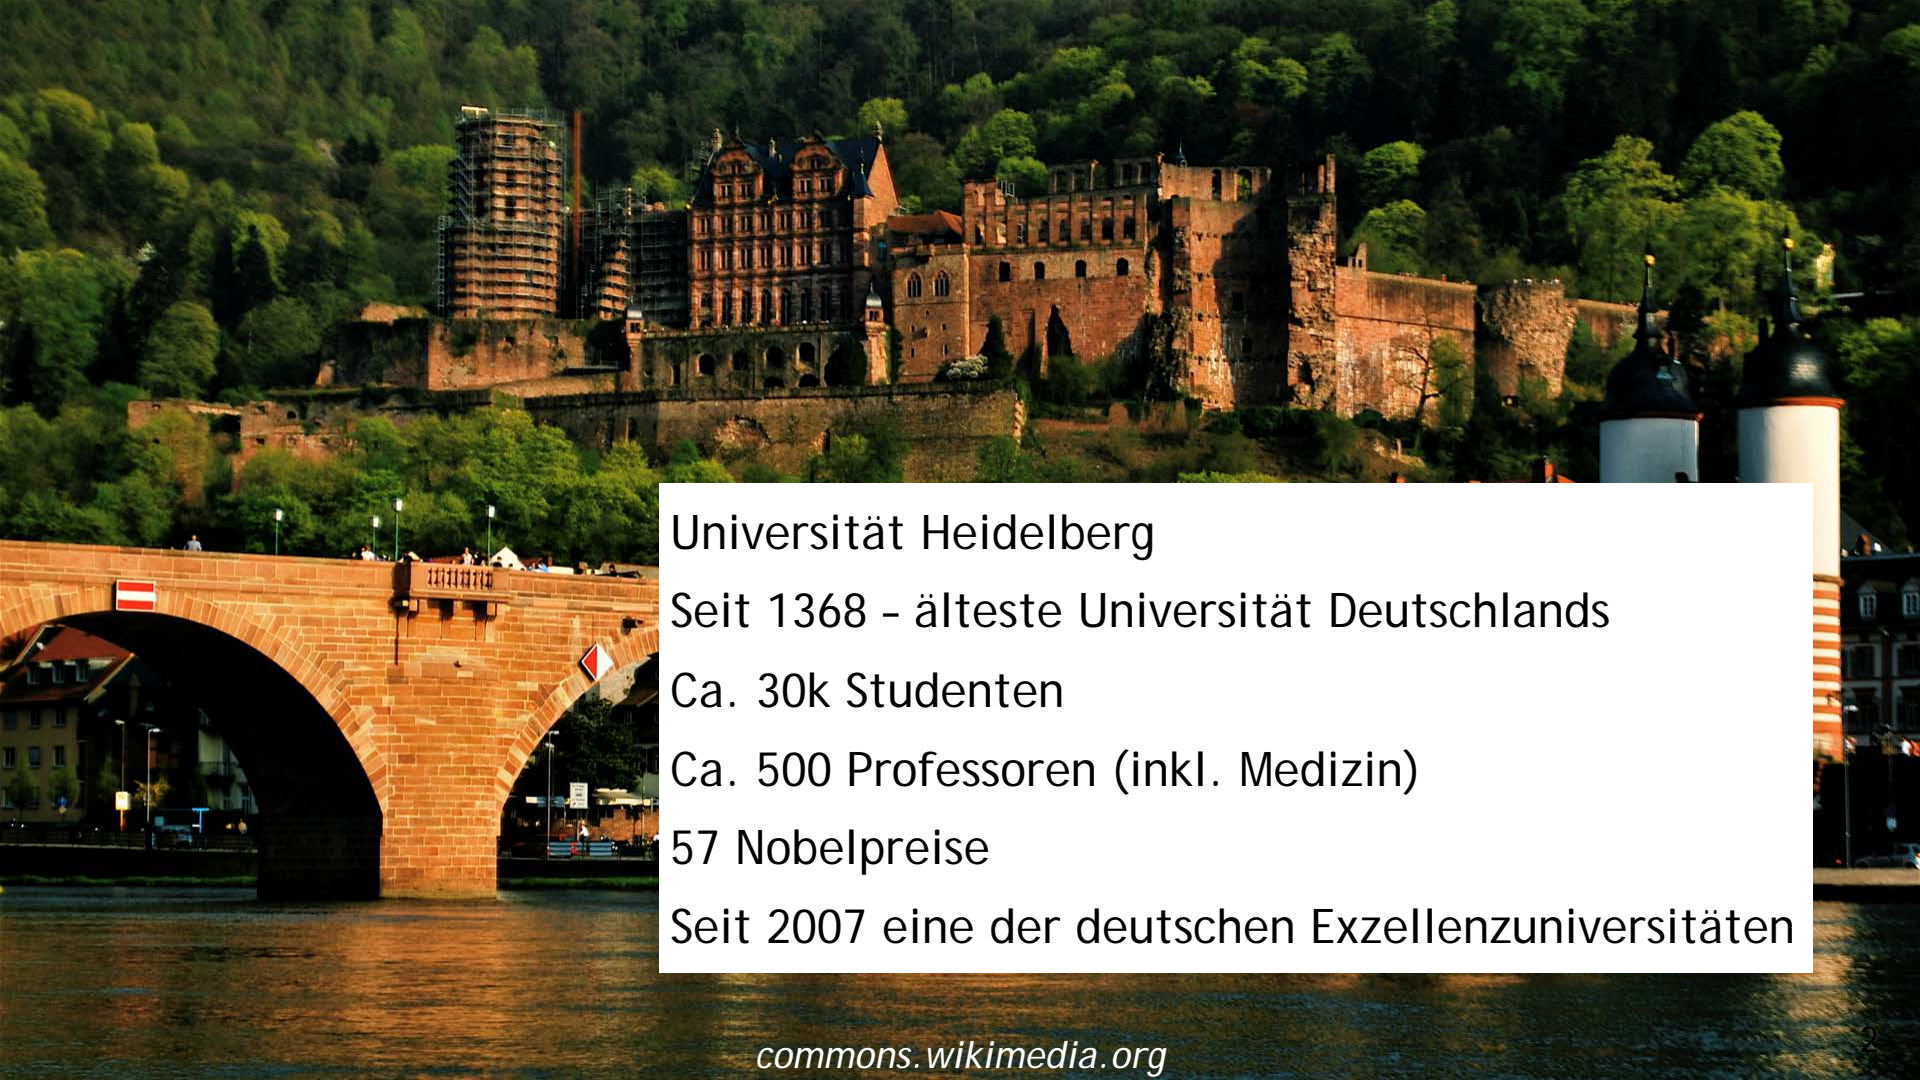 Universität Heidelberg
Seit 1368 – älteste Universität Deutschlands
Ca. 30k Studenten
Ca. 500 Professoren (inkl. Medizin)
57 Nobelpreise
Seit 2007 eine der deutschen Exzellenzuniversitäten
commons.wikimedia.org
2